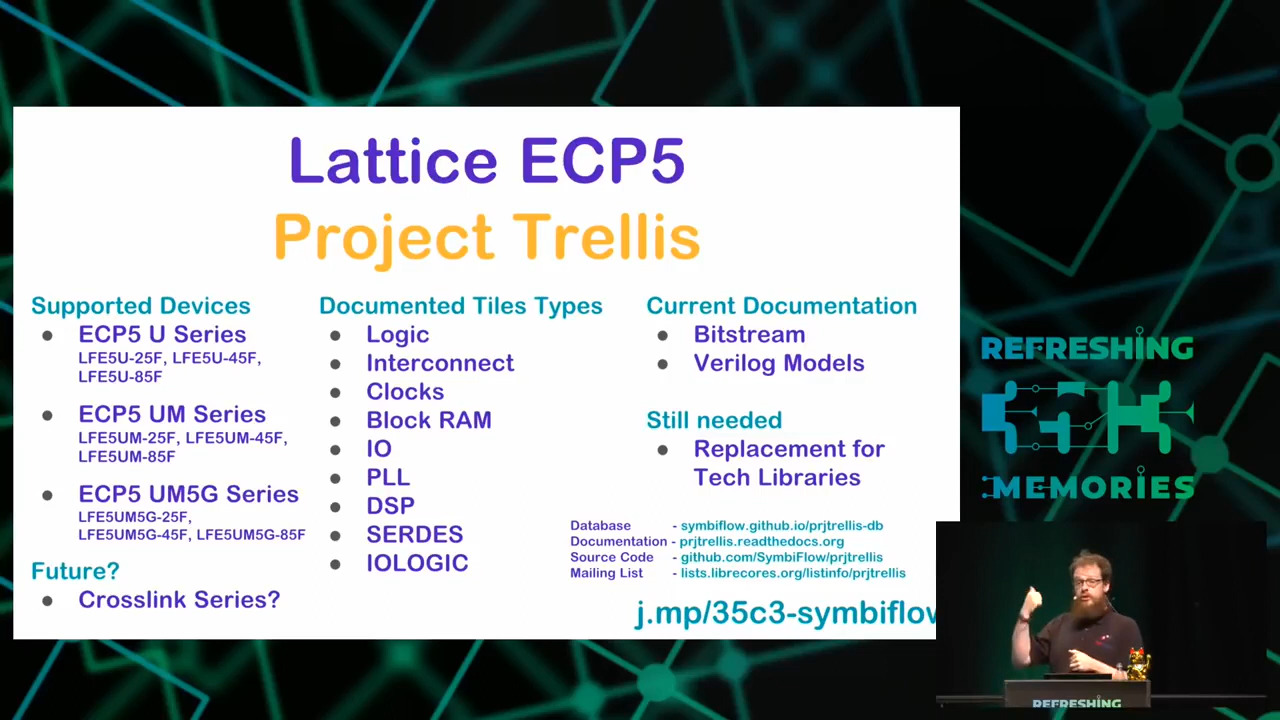 Lattice ECP5
Project Trellis
Supported Devices
ECP5 U Series
LFE5U-25F, LFE5U-45F,
LFE5U-85F
ECP5 UM Series
LFE5UM-25F, LFE5UM-45F,
LFE5UM-85F
ECP5 UM5G Series
LFE5UM5G-25F,
LFE5UM5G-45F, LFE5UM5G-85F
Future?
Crosslink Series?
Documented Tiles Types
Logic
Interconnect
Clocks
Block RAM
IO
PLL
DSP
SERDES
IOLOGIC
Current Documentation
Bitstream
Verilog Models
Still needed
Replacement for
Tech Libraries
Database - symbiflow.github.io/prjtrellis-db
Documentation - prjtrellis.readthedocs.org
Source Code - github.com/SymbiFlow/prjtrellis
Mailing List - lists.librecores.org/listinfo/prjtrellis
j.mp/35c3-symbiflow
REFRESHING
35C3
MEMORIES
REFRESHING